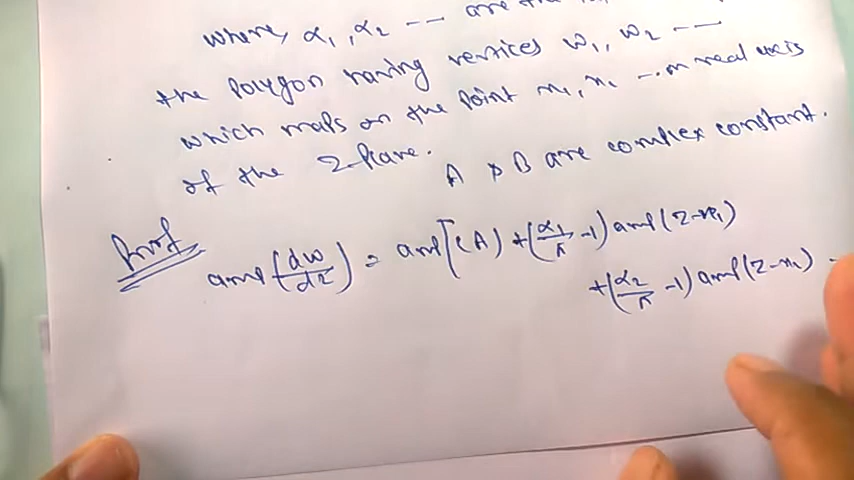 where, α1, α2 --- are the
the polygon having vertices w1, w2 ---
which maps on the point x1, x2 --- on real axis
of the z-plane.
A & B are complex constant.
Proof
amp(dw/dz) = amp[(A) + (α1/π - 1) amp(z-x1)
+ (α2/π - 1) amp(z-x2) -